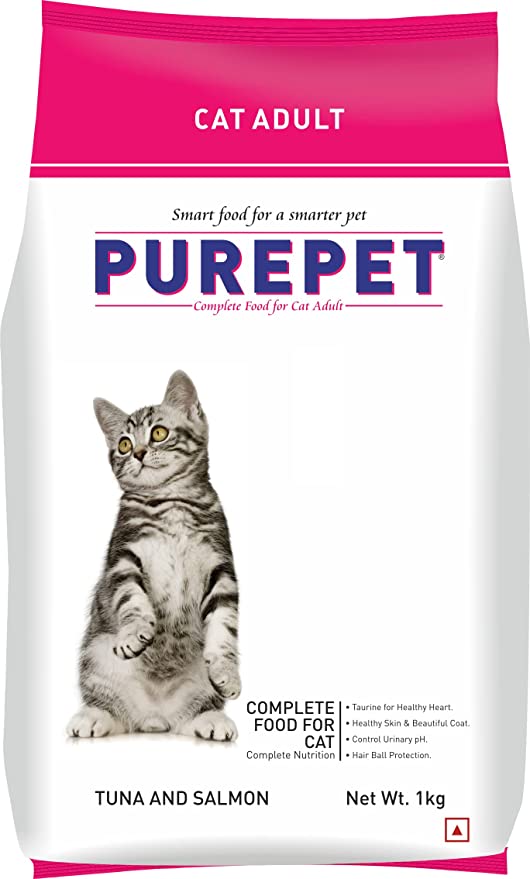 CAT ADULT
Smart food for a smarter pet
PUREPET®
Complete Food for Cat Adult
COMPLETE
FOOD FOR
CAT
Complete Nutrition
• Taurine for Healthy Heart.
• Healthy Skin & Beautiful Coat.
• Control Urinary pH.
• Hair Ball Protection.
TUNA AND SALMON
Net Wt. 1kg